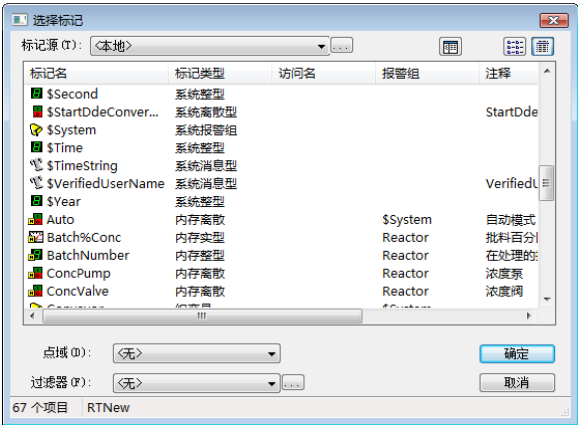 选择标记
标记源(T): <本地> ...
标记名 标记类型 访问名 报警组 注释
$Second 系统整型
$StartDdeConver... 系统离散型 StartDde
$System 系统报警组
$Time 系统整型
$TimeString 系统消息型
$VerifiedUserName 系统消息型 VerifiedU
$Year 系统整型
Auto 内存离散 $System 自动模式
Batch%Conc 内存实型 Reactor 批料百分
BatchNumber 内存整型 Reactor 在处理的
ConcPump 内存离散 Reactor 浓度泵
ConcValve 内存离散 Reactor 浓度阀
点域(D): <无> 确定
过滤器(F): <无> ... 取消
67 个项目 RTNew